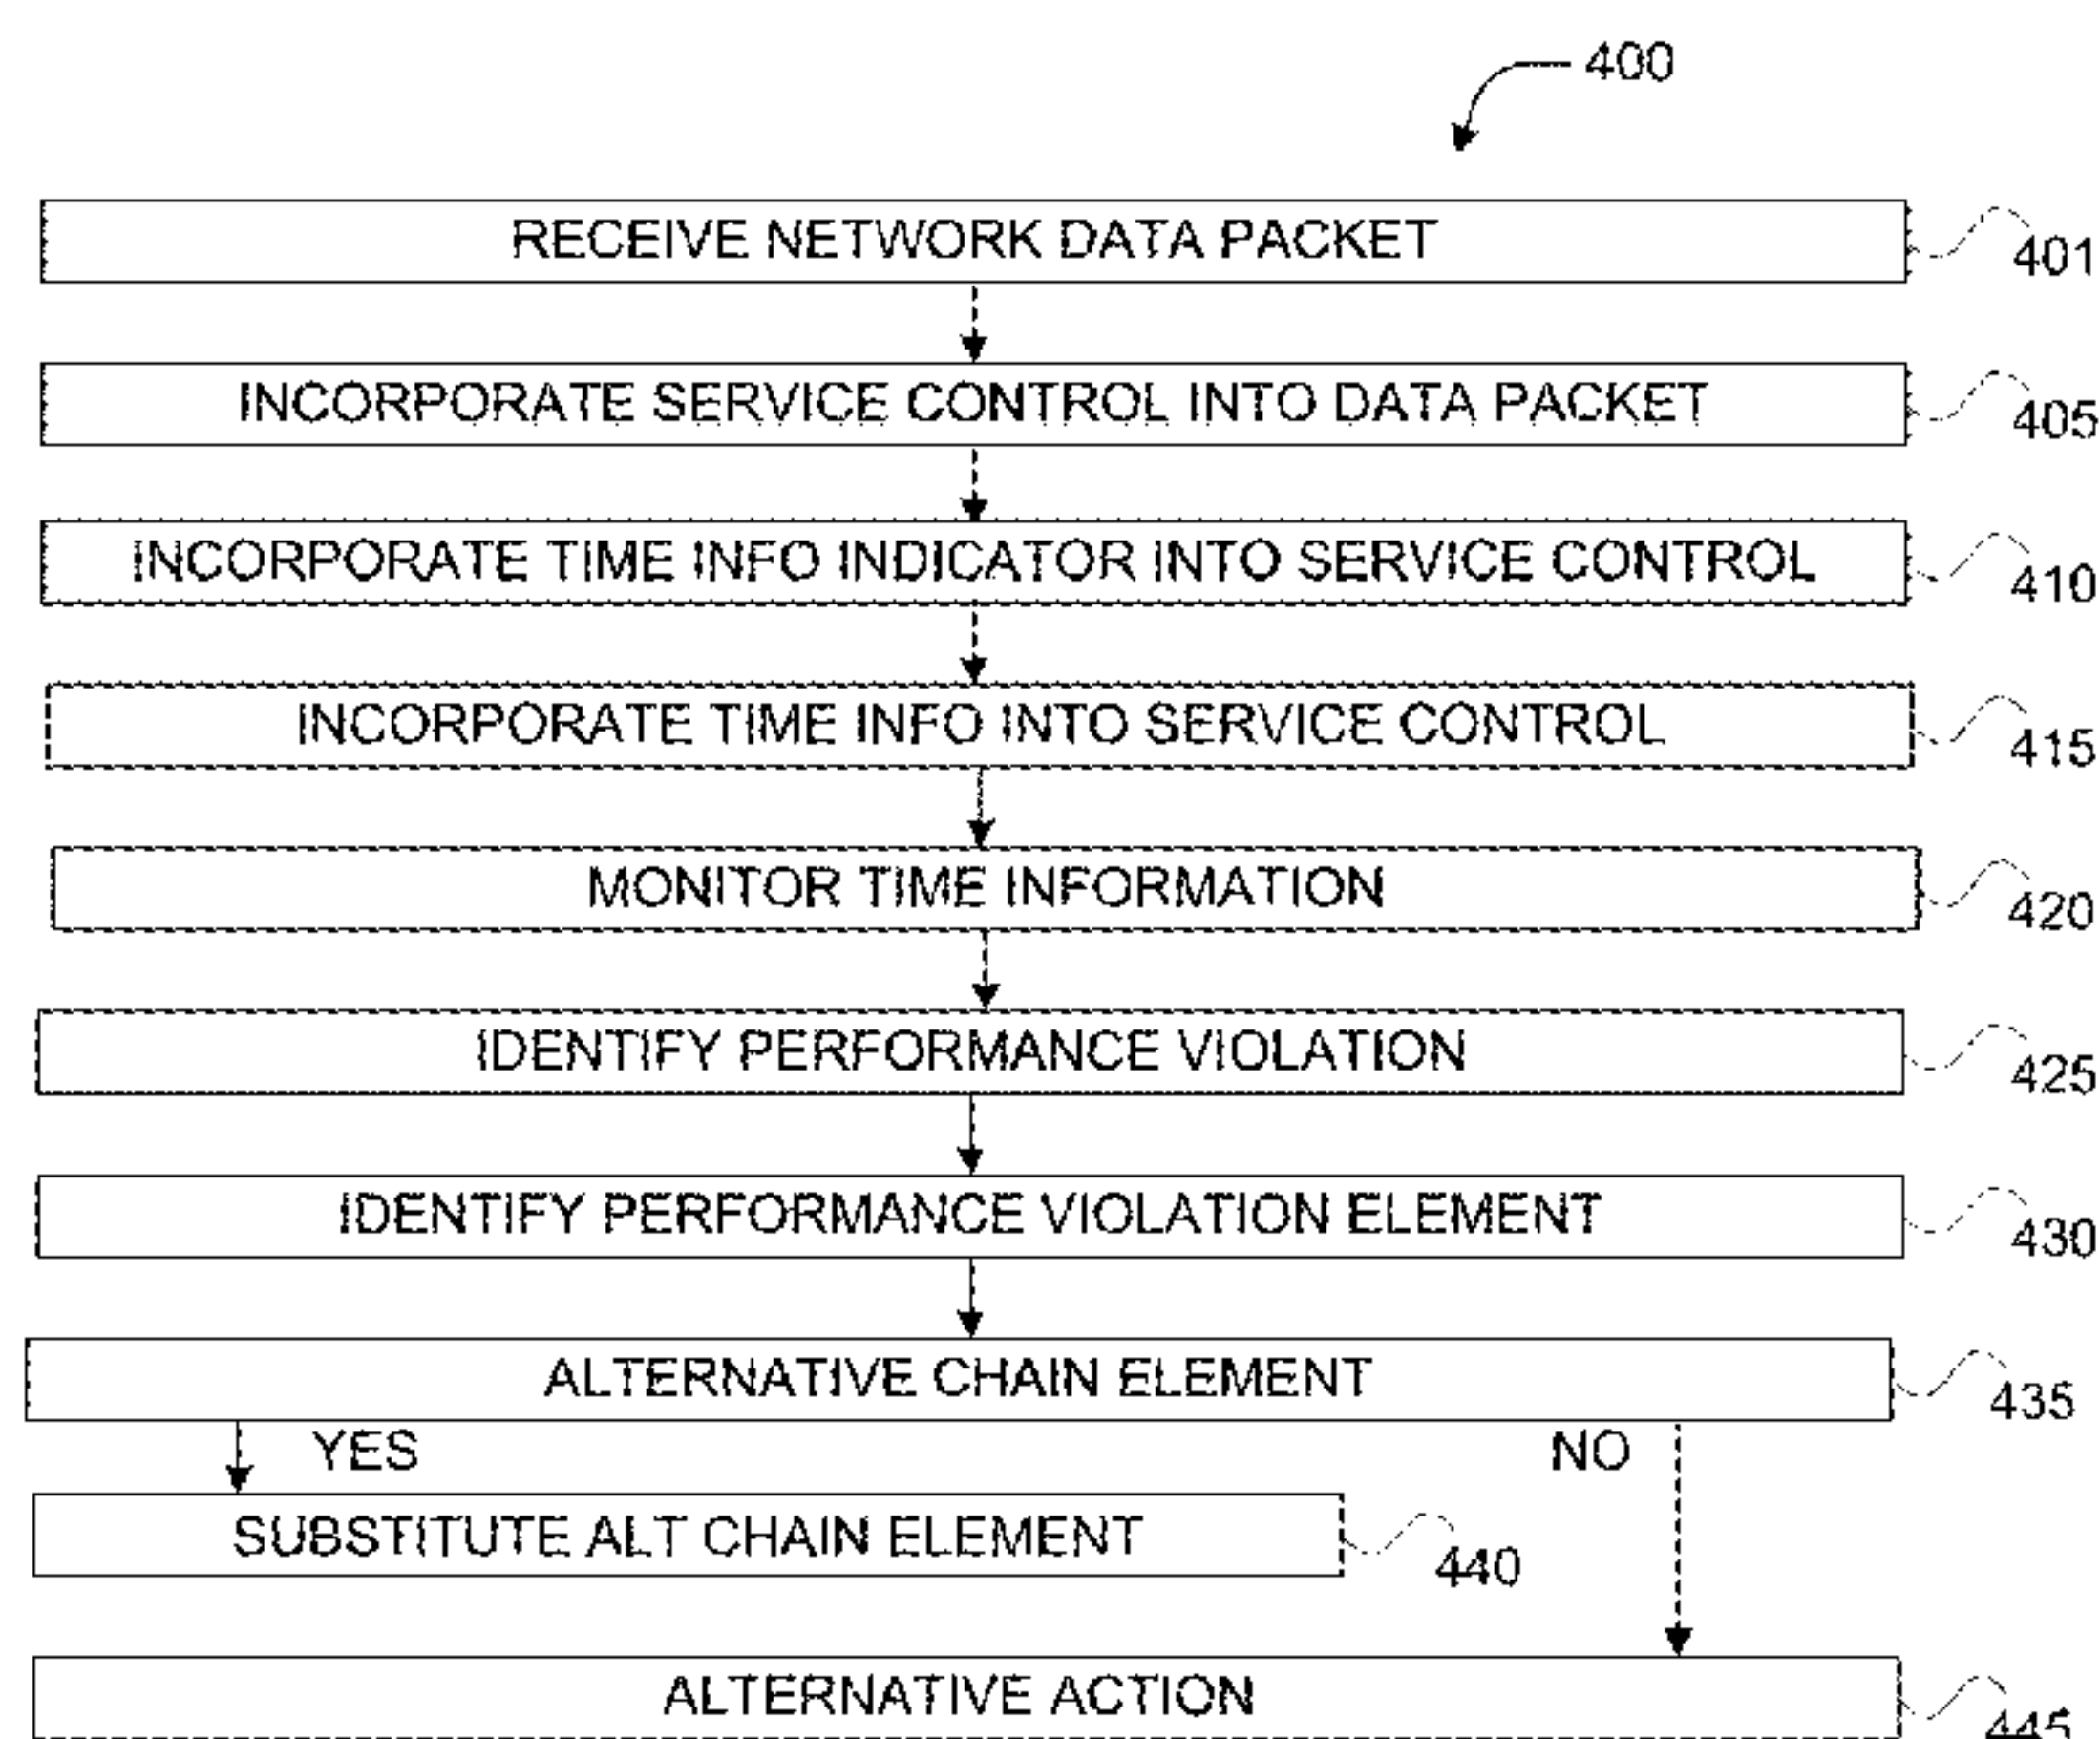 400
RECEIVE NETWORK DATA PACKET
401
INCORPORATE SERVICE CONTROL INTO DATA PACKET
405
INCORPORATE TIME INFO INDICATOR INTO SERVICE CONTROL
410
INCORPORATE TIME INFO INTO SERVICE CONTROL
415
MONITOR TIME INFORMATION
420
IDENTIFY PERFORMANCE VIOLATION
425
IDENTIFY PERFORMANCE VIOLATION ELEMENT
430
ALTERNATIVE CHAIN ELEMENT
435
YES
NO
SUBSTITUTE ALT CHAIN ELEMENT
440
ALTERNATIVE ACTION
445